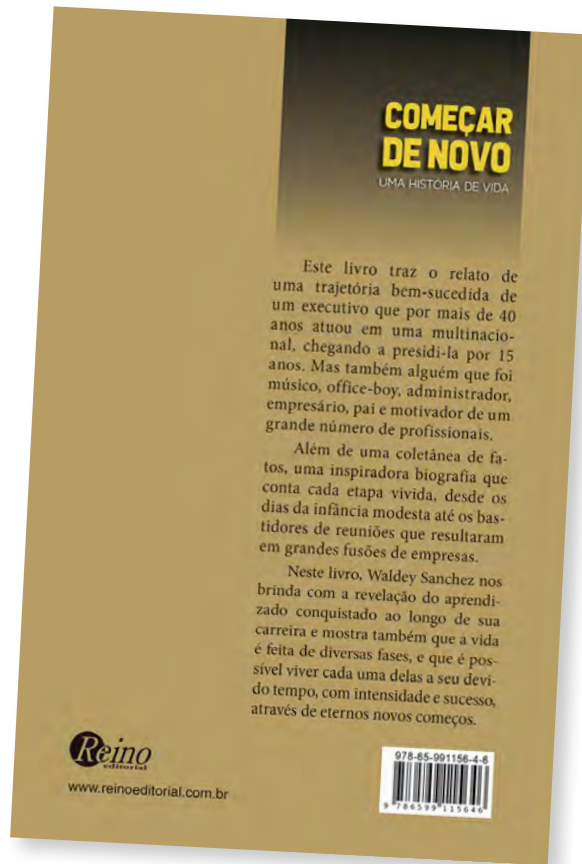 COMEÇAR
DE NOVO
UMA HISTÓRIA DE VIDA
Este livro traz o relato de
uma trajetória bem-sucedida de
um executivo que por mais de 40
anos atuou em uma multinacio-
nal, chegando a presidi-la por 15
anos. Mas também alguém que foi
músico, office-boy, administrador,
empresário, pai e motivador de um
grande número de profissionais.
Além de uma coletânea de fa-
tos, uma inspiradora biografia que
conta cada etapa vivida, desde os
dias da infância modesta até os bas-
tidores de reuniões que resultaram
em grandes fusões de empresas.
Neste livro, Waldey Sanchez nos
brinda com a revelação do aprendi-
zado conquistado ao longo de sua
carreira e mostra também que a vida
é feita de diversas fases, e que é pos-
sível viver cada uma delas a seu devi-
do tempo, com intensidade e sucesso,
através de eternos novos começos.
Reino
editorial
www.reinoeditorial.com.br
978-65-991156-4-6
9 786599 115646